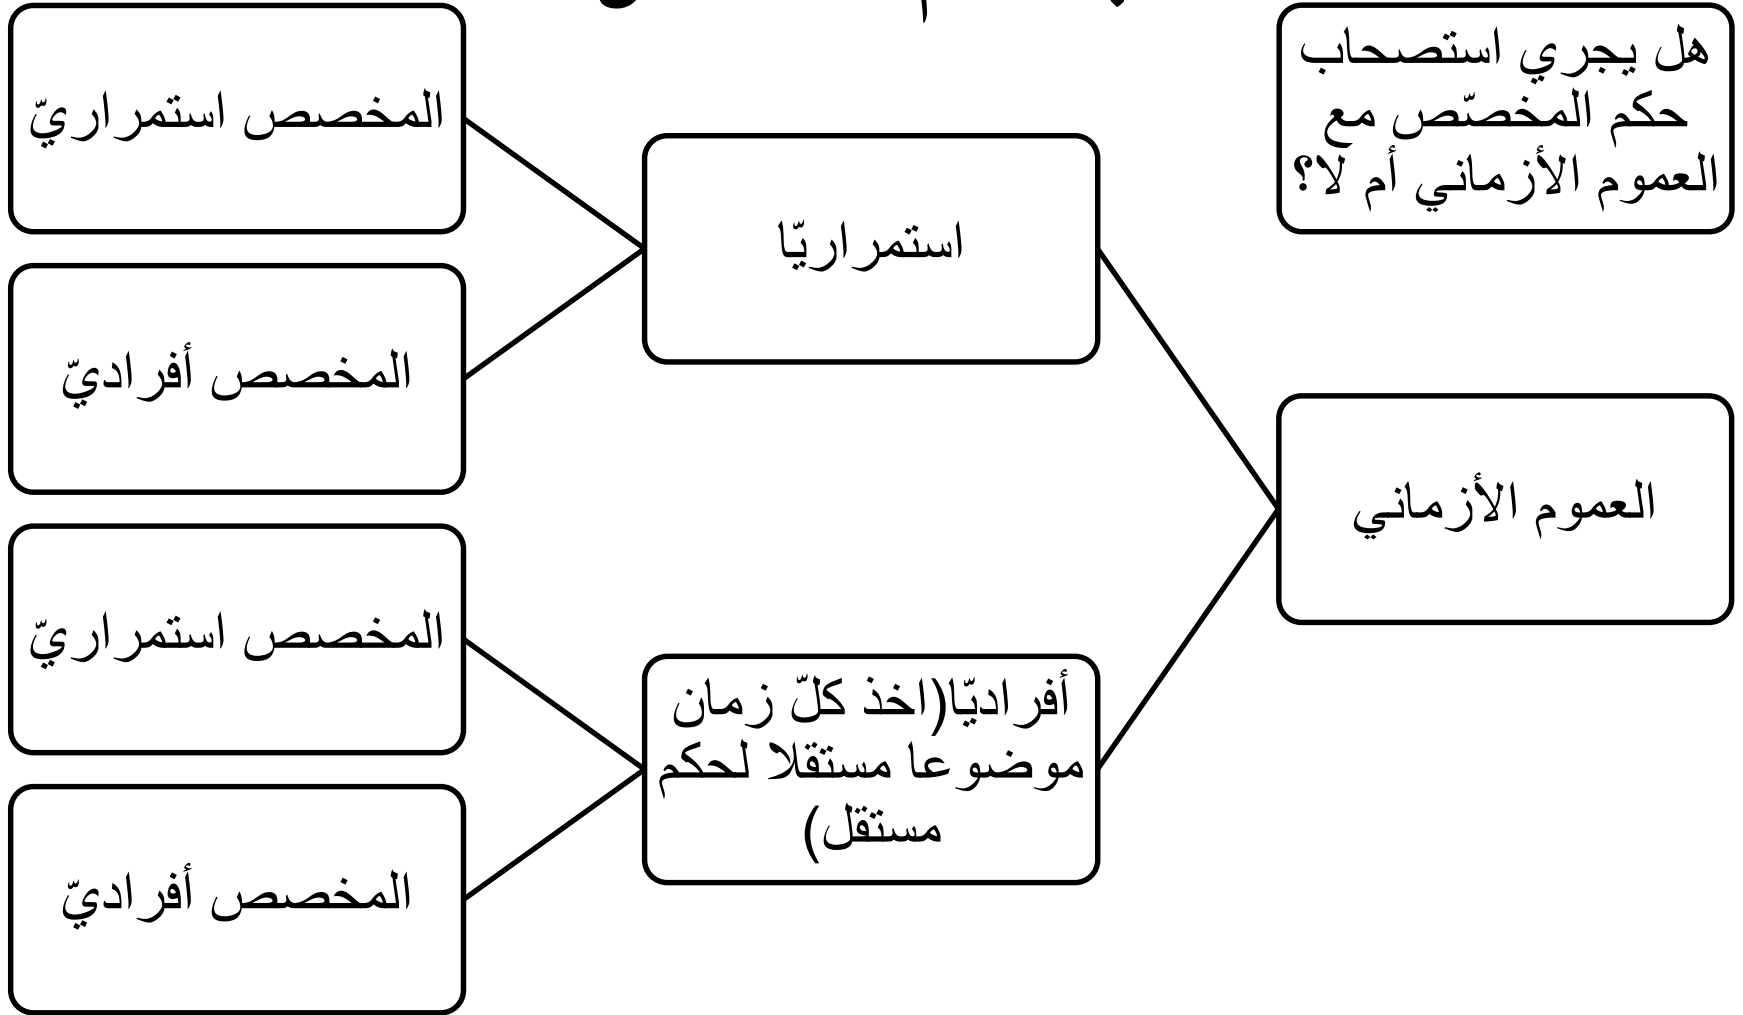 هل يجري استصحاب
حكم المخصّص مع
العموم الأزماني أم لا؟
العموم الأزماني
استمراريّا
أفراديّا(اخذ كلّ زمان
موضوعا مستقلا لحكم
مستقل)
المخصص استمراريّ
المخصص أفراديّ
المخصص استمراريّ
المخصص أفراديّ